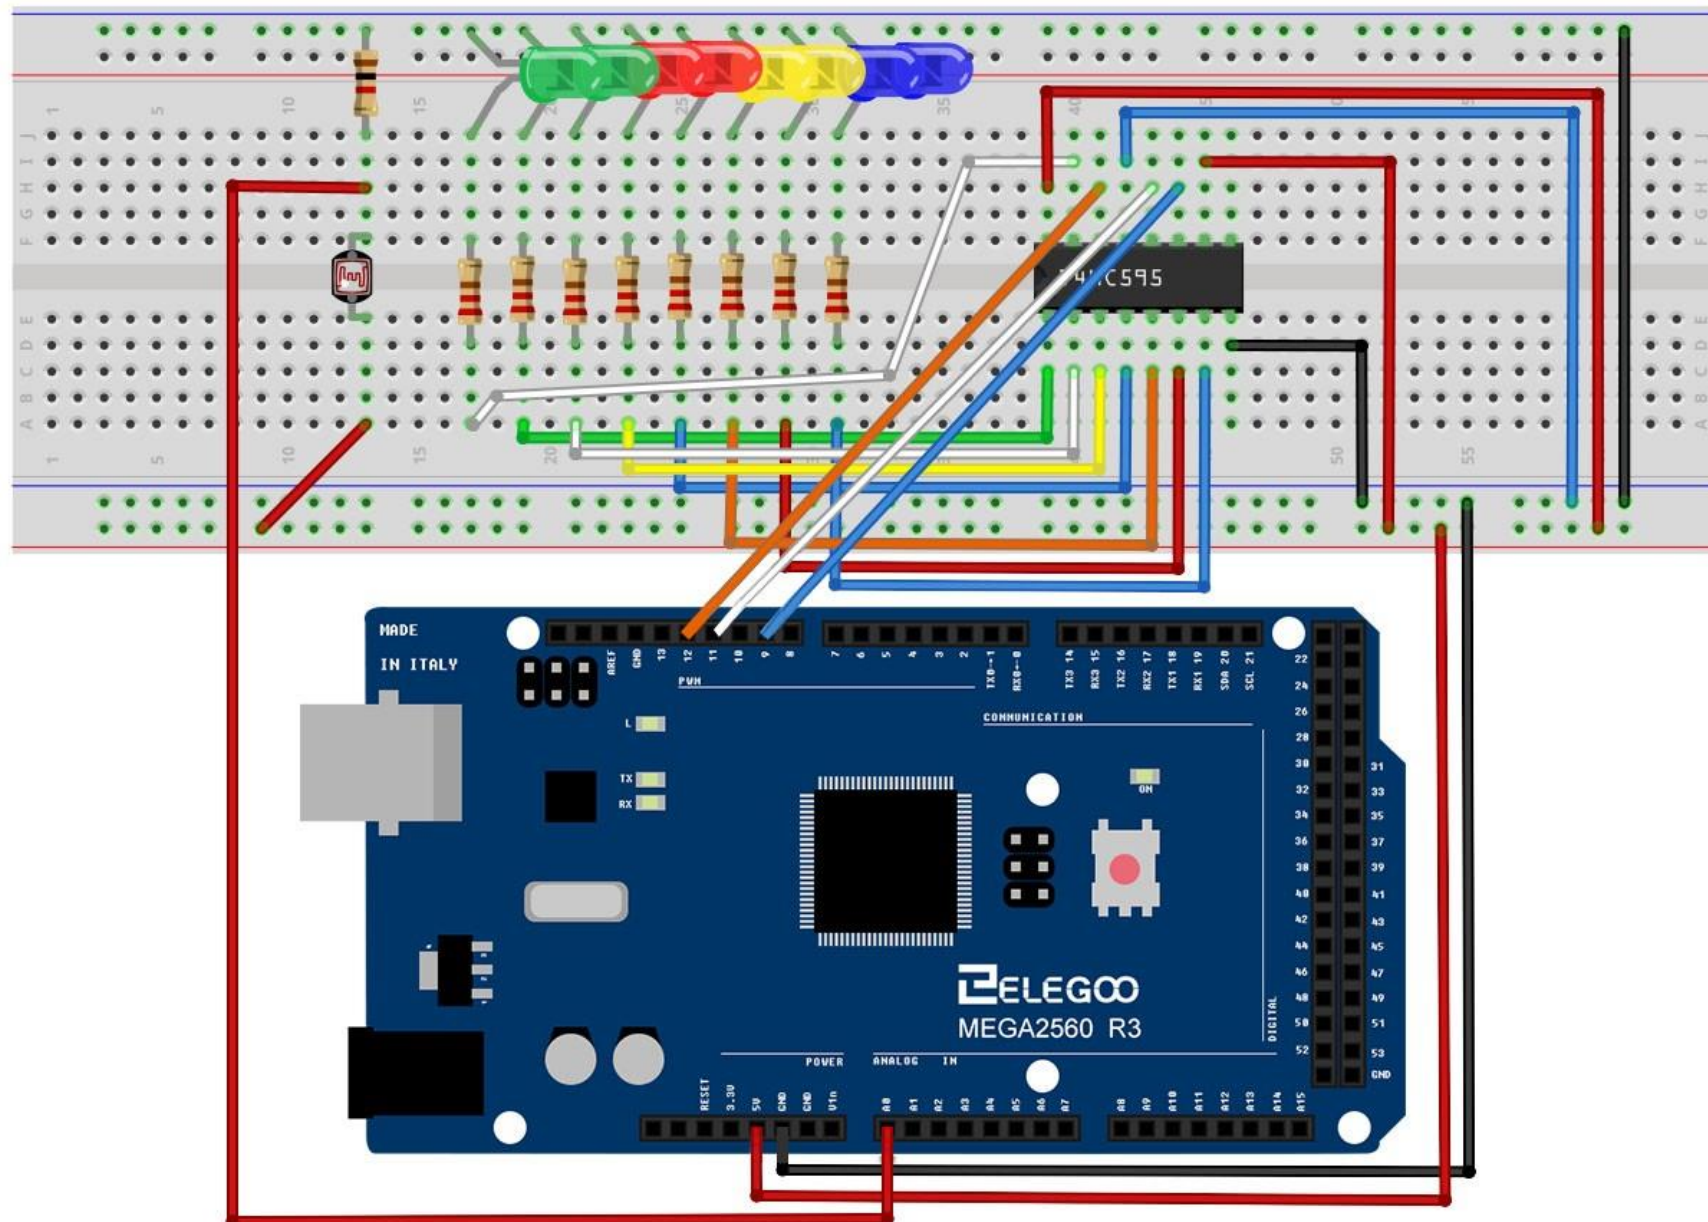 1 5 10 15 20 25 30 35 40
J I H G F
J I H G F
74HC595
E D C B A
E D C B A
1 5 10 15 20 50 55
MADE
IN ITALY
AREF GND 13 12 11 10 9 8 7 6 5 4 3 2 TX0→1 RX0←0 TX3 14 RX3 15 TX2 16 RX2 17 TX1 18 RX1 19 SDA 20 SCL 21
PWM
COMMUNICATION
L
TX
RX
ON
22
24
26
28
30 31
32 33
34 35
36 37
38 39
40 41
42 43
44 45
46 47
48 49
50 51
52 53
GND
DIGITAL
ELEGOO
MEGA2560 R3
POWER ANALOG IN
RESET 3.3V 5V GND GND Vin A0 A1 A2 A3 A4 A5 A6 A7 A8 A9 A10 A11 A12 A13 A14 A15